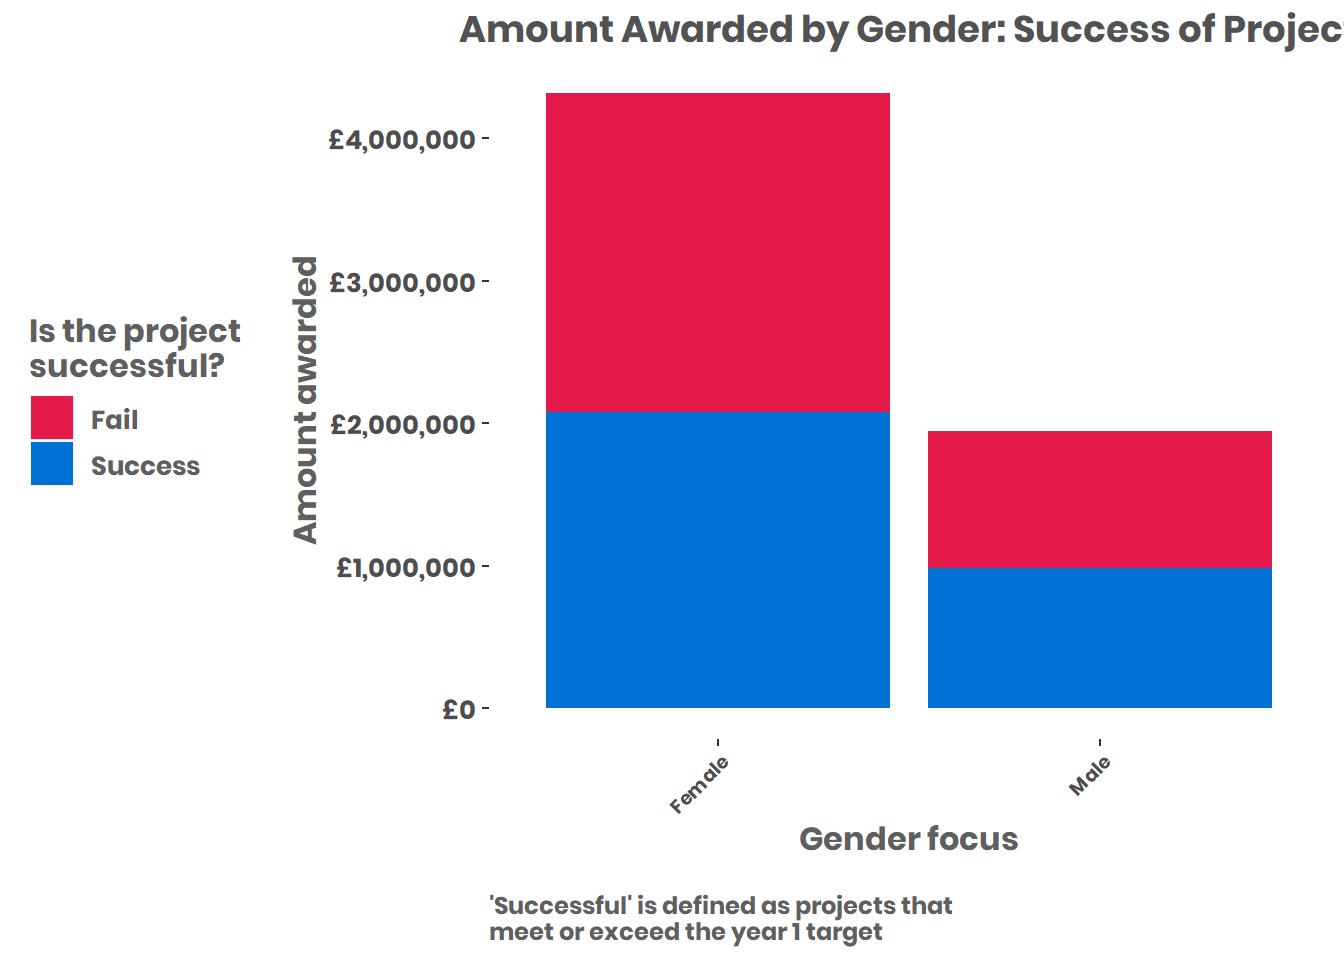 Amount Awarded by Gender: Success of Projec
£4,000,000
£3,000,000
£2,000,000
£1,000,000
£0
Amount awarded
Is the project
successful?
Fail
Success
Female
Male
Gender focus
'Successful' is defined as projects that
meet or exceed the year 1 target